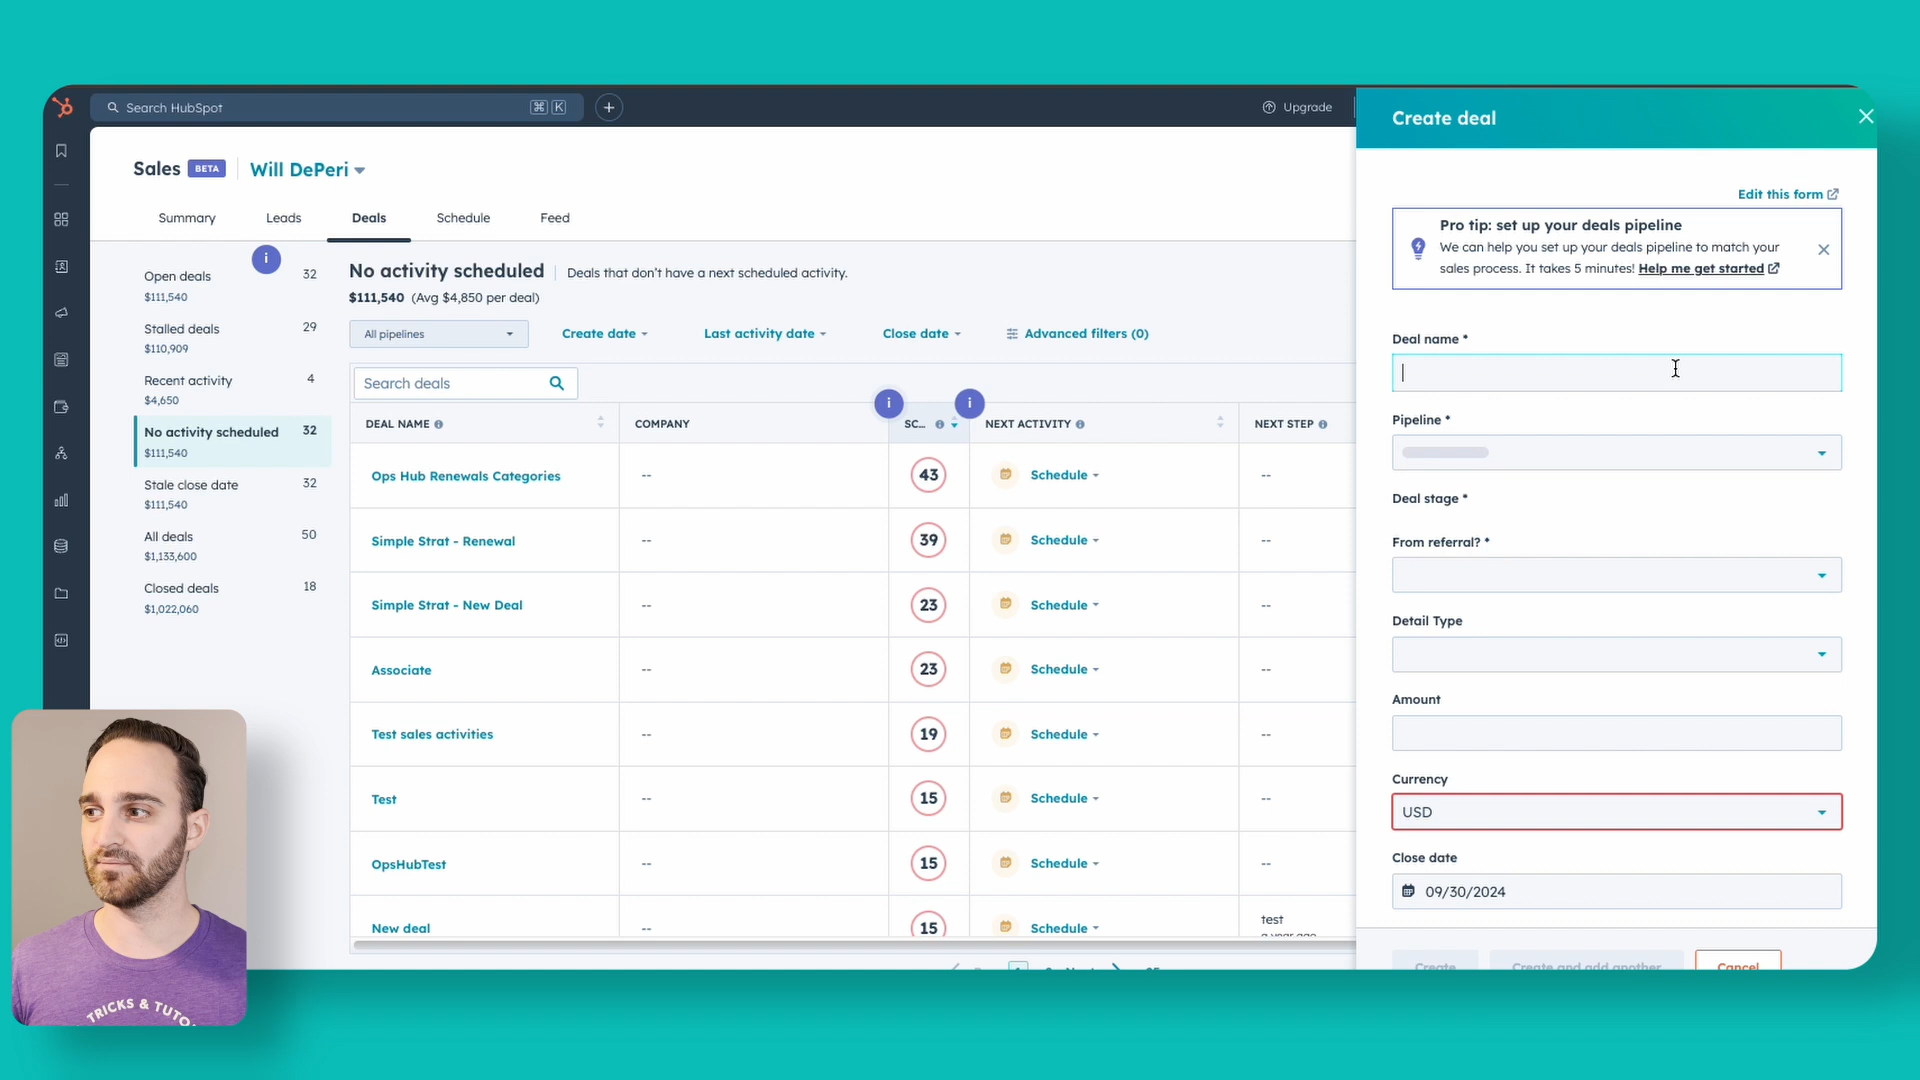 Search HubSpot
⌘ K
+
Upgrade
Sales BETA Will DePeri
Summary Leads Deals Schedule Feed
Open deals 32
$111,540
Stalled deals 29
$110,909
Recent activity 4
$4,650
No activity scheduled 32
$111,540
Stale close date 32
$111,540
All deals 50
$1,133,600
Closed deals 18
$1,022,060
i
No activity scheduled Deals that don't have a next scheduled activity.
$111,540 (Avg $4,850 per deal)
All pipelines Create date Last activity date Close date Advanced filters (0)
Search deals
i i
DEAL NAME i COMPANY SC... i NEXT ACTIVITY i NEXT STEP i
Ops Hub Renewals Categories -- 43 Schedule --
Simple Strat - Renewal -- 39 Schedule --
Simple Strat - New Deal -- 23 Schedule --
Associate -- 23 Schedule --
Test sales activities -- 19 Schedule --
Test -- 15 Schedule --
OpsHubTest -- 15 Schedule --
New deal -- 15 Schedule test
Create deal
Edit this form
Pro tip: set up your deals pipeline
We can help you set up your deals pipeline to match your
sales process. It takes 5 minutes! Help me get started
Deal name *
Pipeline *
Deal stage *
From referral? *
Detail Type
Amount
Currency
USD
Close date
09/30/2024
Create Create and add another Cancel
TRICKS & TUTO